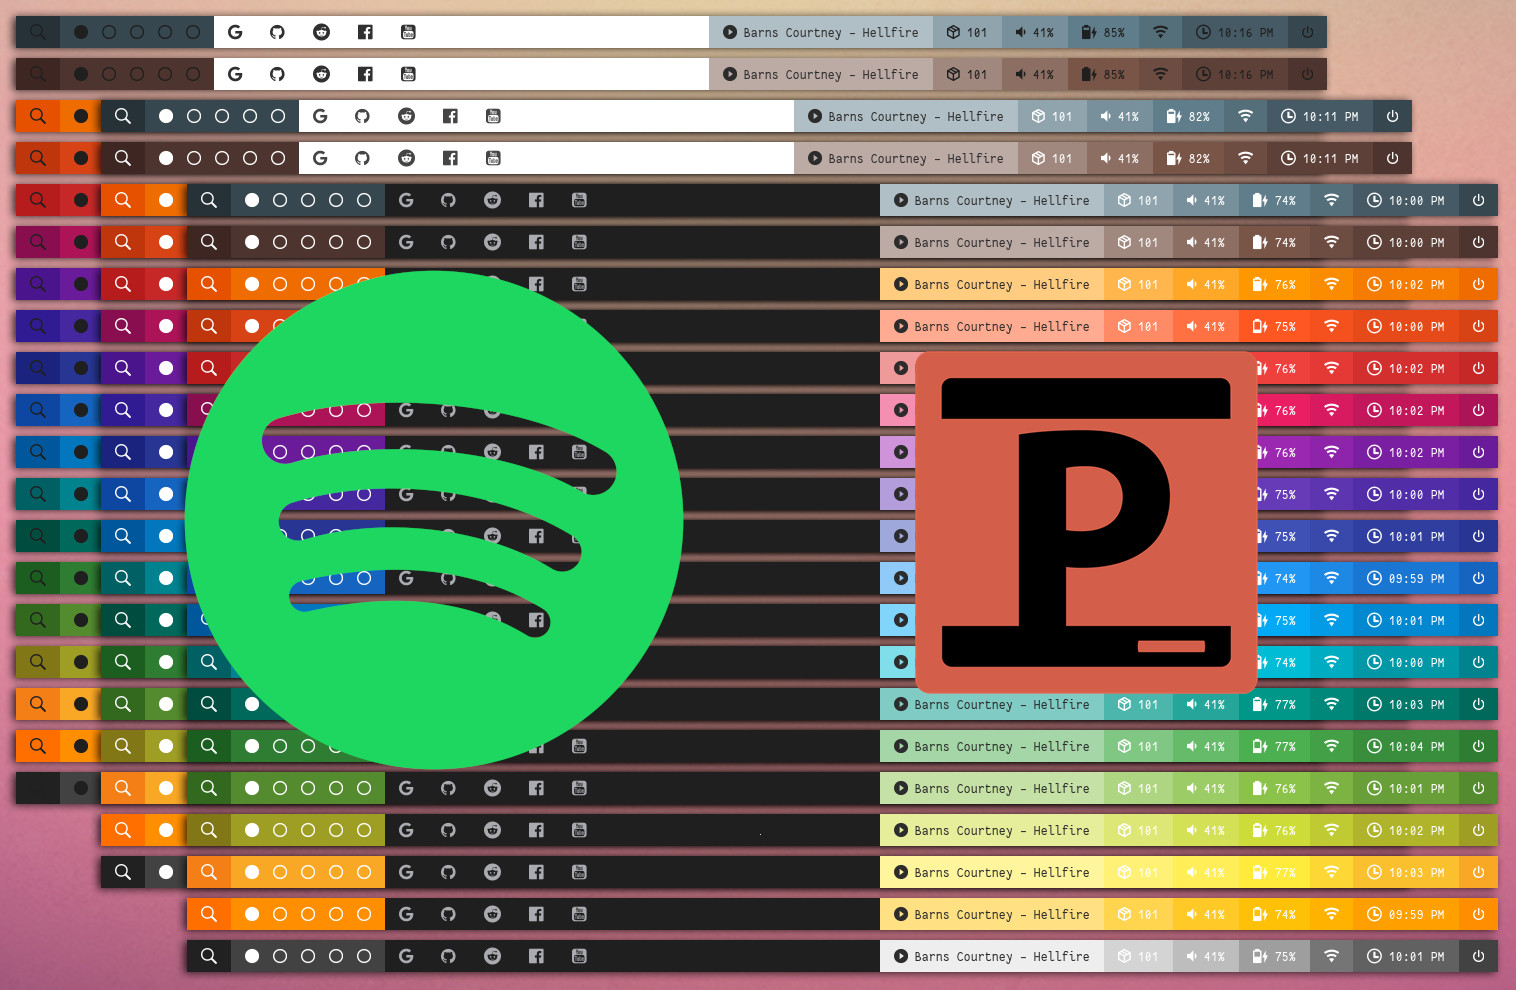 Barns Courtney – Hellfire 101 41% 85% 10:16 PM
Barns Courtney – Hellfire 101 41% 85% 10:16 PM
Barns Courtney – Hellfire 101 41% 82% 10:11 PM
Barns Courtney – Hellfire 101 41% 82% 10:11 PM
Barns Courtney – Hellfire 101 41% 74% 10:00 PM
Barns Courtney – Hellfire 101 41% 74% 10:00 PM
Barns Courtney – Hellfire 101 41% 76% 10:02 PM
Barns Courtney – Hellfire 101 41% 75% 10:00 PM
76% 10:02 PM
76% 10:02 PM
76% 10:02 PM
75% 10:00 PM
P 75% 10:01 PM
74% 09:59 PM
75% 10:01 PM
74% 10:00 PM
Barns Courtney – Hellfire 101 41% 77% 10:03 PM
Barns Courtney – Hellfire 101 41% 77% 10:04 PM
Barns Courtney – Hellfire 101 41% 76% 10:01 PM
Barns Courtney – Hellfire 101 41% 76% 10:02 PM
Barns Courtney – Hellfire 101 41% 77% 10:03 PM
Barns Courtney – Hellfire 101 41% 74% 09:59 PM
Barns Courtney – Hellfire 101 41% 75% 10:01 PM